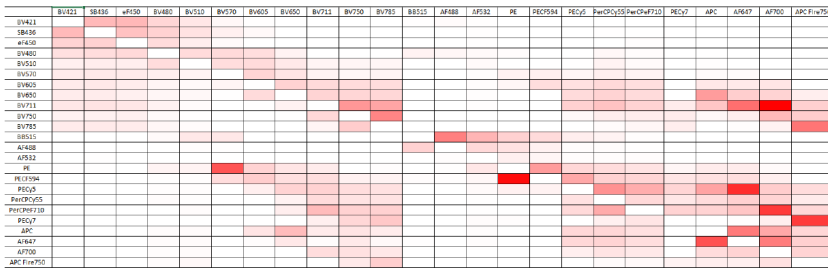 BV421 SB436 eF450 BV480 BV510 BV570 BV605 BV650 BV711 BV750 BV785 BB515 AF488 AF532 PE PECF594 PECy5 PerCPCy55 PerCPeF710 PECy7 APC AF647 AF700 APC Fire750
BV421
SB436
eF450
BV480
BV510
BV570
BV605
BV650
BV711
BV750
BV785
BB515
AF488
AF532
PE
PECF594
PECy5
PerCPCy55
PerCPeF710
PECy7
APC
AF647
AF700
APC Fire750